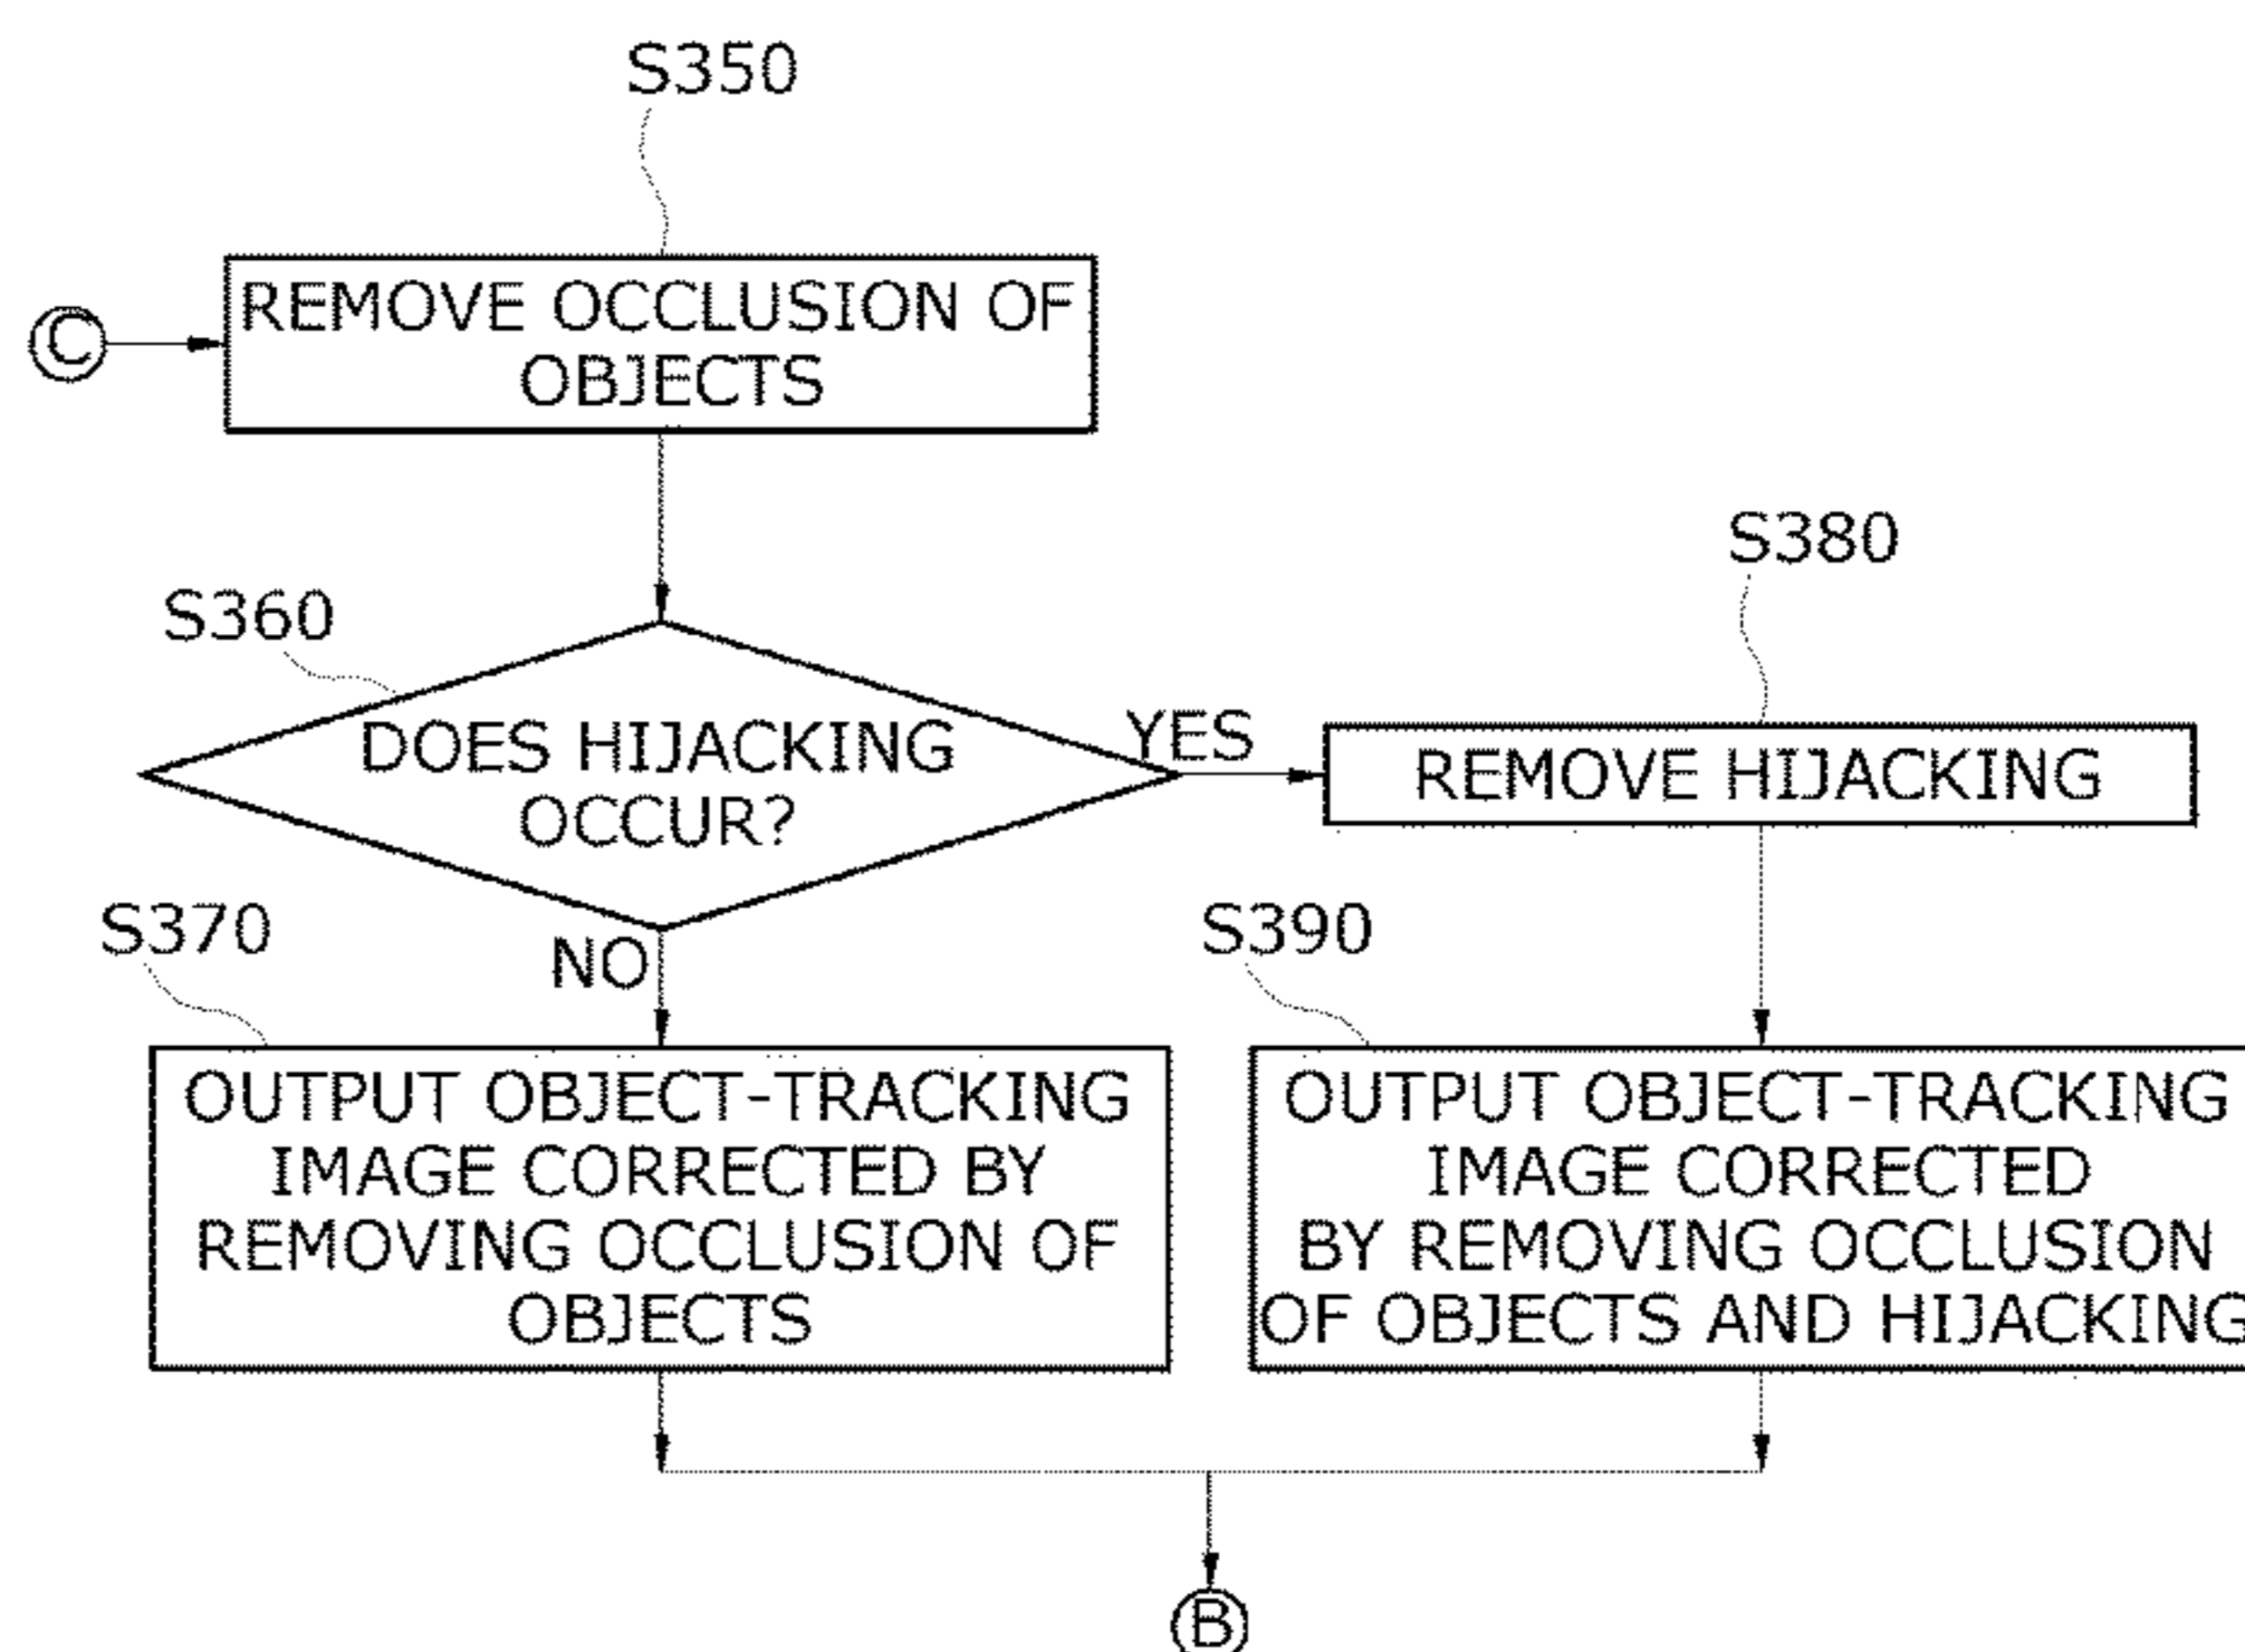 S350
C
REMOVE OCCLUSION OF
OBJECTS
S360
DOES HIJACKING
OCCUR?
YES
S380
REMOVE HIJACKING
NO
S370
OUTPUT OBJECT-TRACKING
IMAGE CORRECTED BY
REMOVING OCCLUSION OF
OBJECTS
S390
OUTPUT OBJECT-TRACKING
IMAGE CORRECTED
BY REMOVING OCCLUSION
OF OBJECTS AND HIJACKING
B